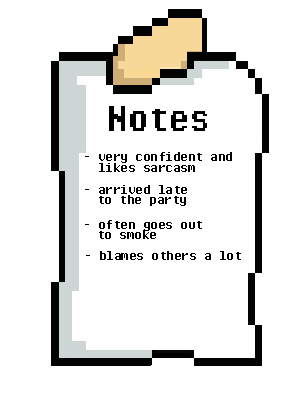 Notes
- very confident and
likes sarcasm
- arrived late
to the party
- often goes out
to smoke
- blames others a lot